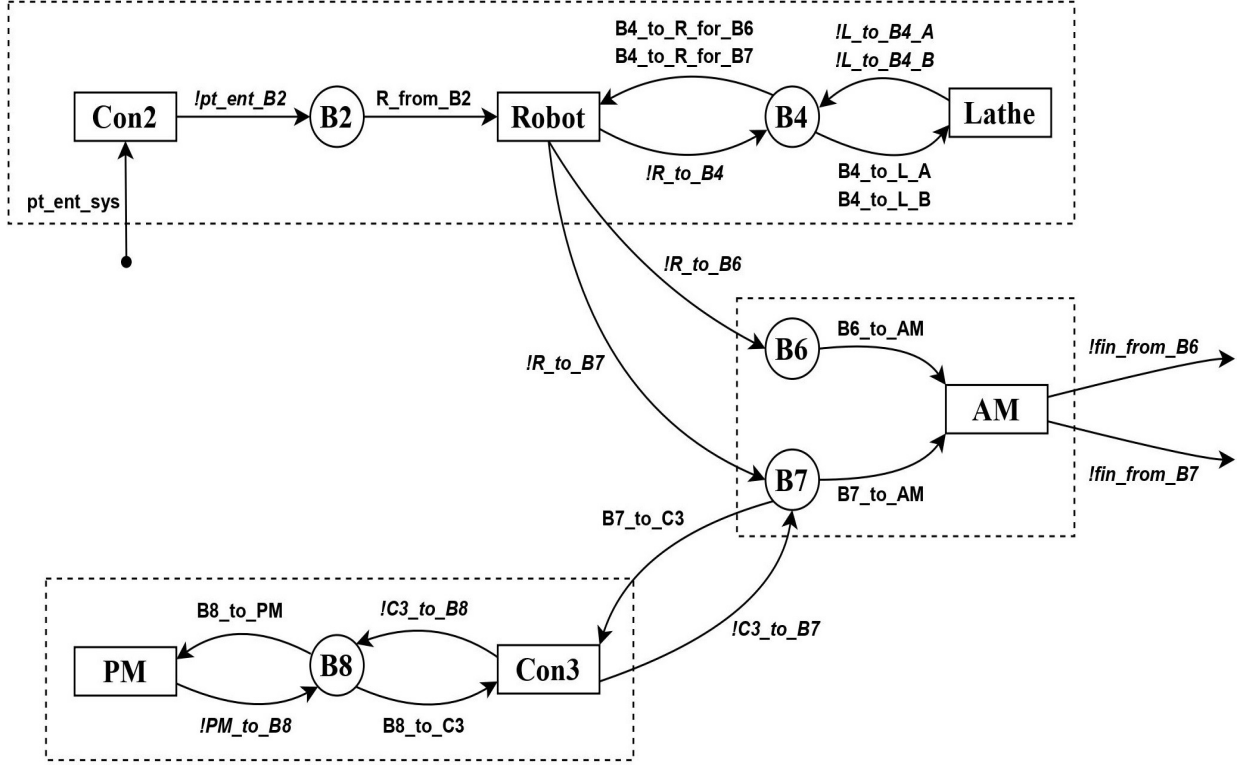 B4_to_R_for_B6
B4_to_R_for_B7
!L_to_B4_A
!L_to_B4_B
Con2
!pt_ent_B2
B2
R_from_B2
Robot
B4
Lathe
!R_to_B4
B4_to_L_A
B4_to_L_B
pt_ent_sys
!R_to_B6
!R_to_B7
B6
B6_to_AM
!fin_from_B6
AM
B7
B7_to_AM
!fin_from_B7
B7_to_C3
!C3_to_B7
B8_to_PM
!C3_to_B8
PM
B8
Con3
!PM_to_B8
B8_to_C3